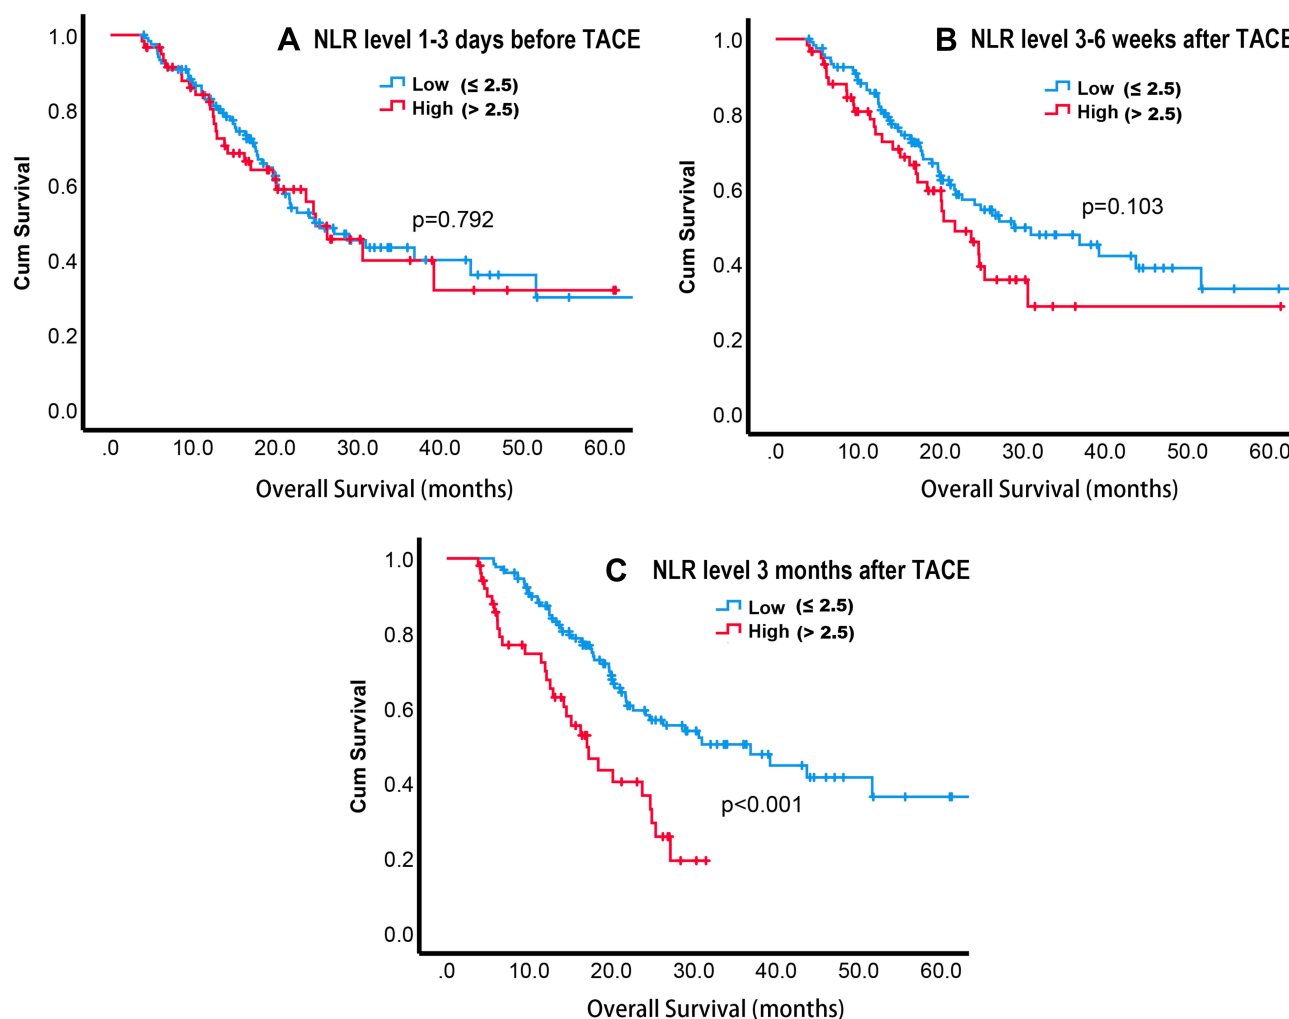 A NLR level 1-3 days before TACE
Low (≤ 2.5)
High (> 2.5)
p=0.792
Cum Survival
1.0
0.8
0.6
0.4
0.2
0.0
.0 10.0 20.0 30.0 40.0 50.0 60.0
Overall Survival (months)
B NLR level 3-6 weeks after TACE
Low (≤ 2.5)
High (> 2.5)
p=0.103
Cum Survival
1.0
0.8
0.6
0.4
0.2
0.0
.0 10.0 20.0 30.0 40.0 50.0 60.0
Overall Survival (months)
C NLR level 3 months after TACE
Low (≤ 2.5)
High (> 2.5)
p<0.001
Cum Survival
1.0
0.8
0.6
0.4
0.2
0.0
.0 10.0 20.0 30.0 40.0 50.0 60.0
Overall Survival (months)